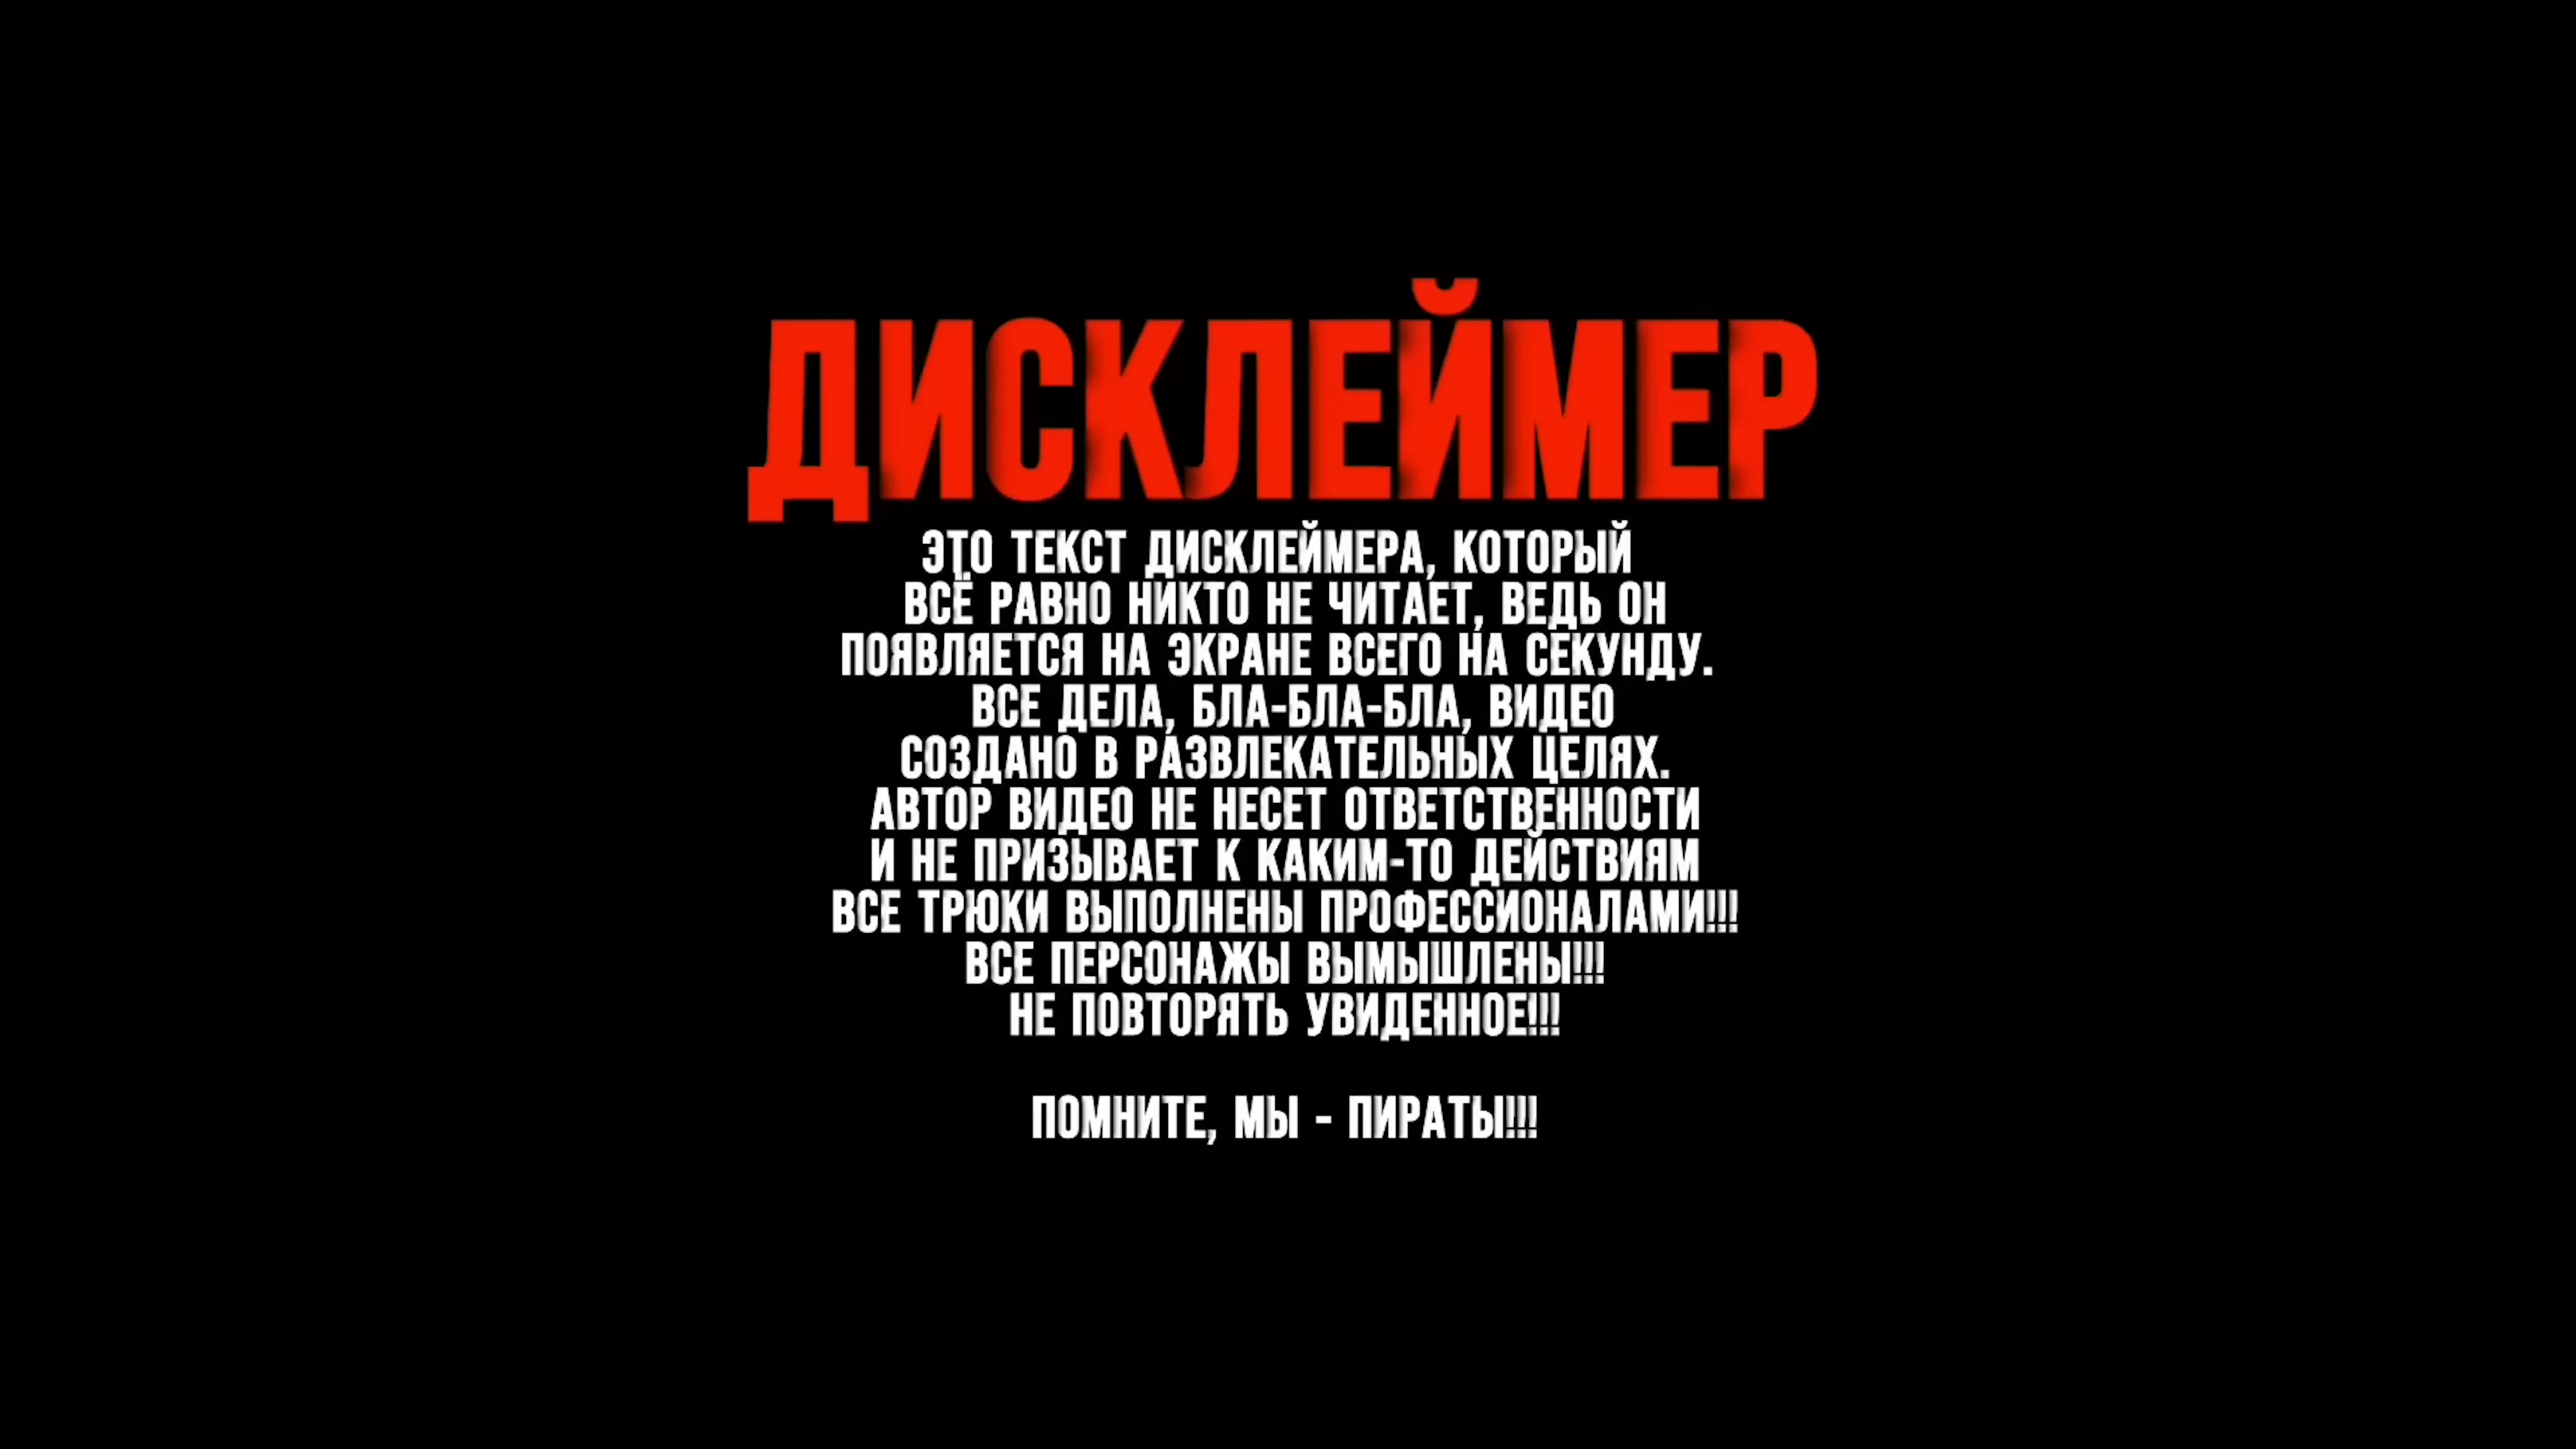 ДИСКЛЕЙМЕР
ЭТО ТЕКСТ ДИСКЛЕЙМЕРА, КОТОРЫЙ
ВСЁ РАВНО НИКТО НЕ ЧИТАЕТ, ВЕДЬ ОН
ПОЯВЛЯЕТСЯ НА ЭКРАНЕ ВСЕГО НА СЕКУНДУ.
ВСЕ ДЕЛА, БЛА-БЛА-БЛА, ВИДЕО
СОЗДАНО В РАЗВЛЕКАТЕЛЬНЫХ ЦЕЛЯХ.
АВТОР ВИДЕО НЕ НЕСЕТ ОТВЕТСТВЕННОСТИ
И НЕ ПРИЗЫВАЕТ К КАКИМ-ТО ДЕЙСТВИЯМ
ВСЕ ТРЮКИ ВЫПОЛНЕНЫ ПРОФЕССИОНАЛАМИ!!!
ВСЕ ПЕРСОНАЖЫ ВЫМЫШЛЕНЫ!!!
НЕ ПОВТОРЯТЬ УВИДЕННОЕ!!!
ПОМНИТЕ, МЫ - ПИРАТЫ!!!